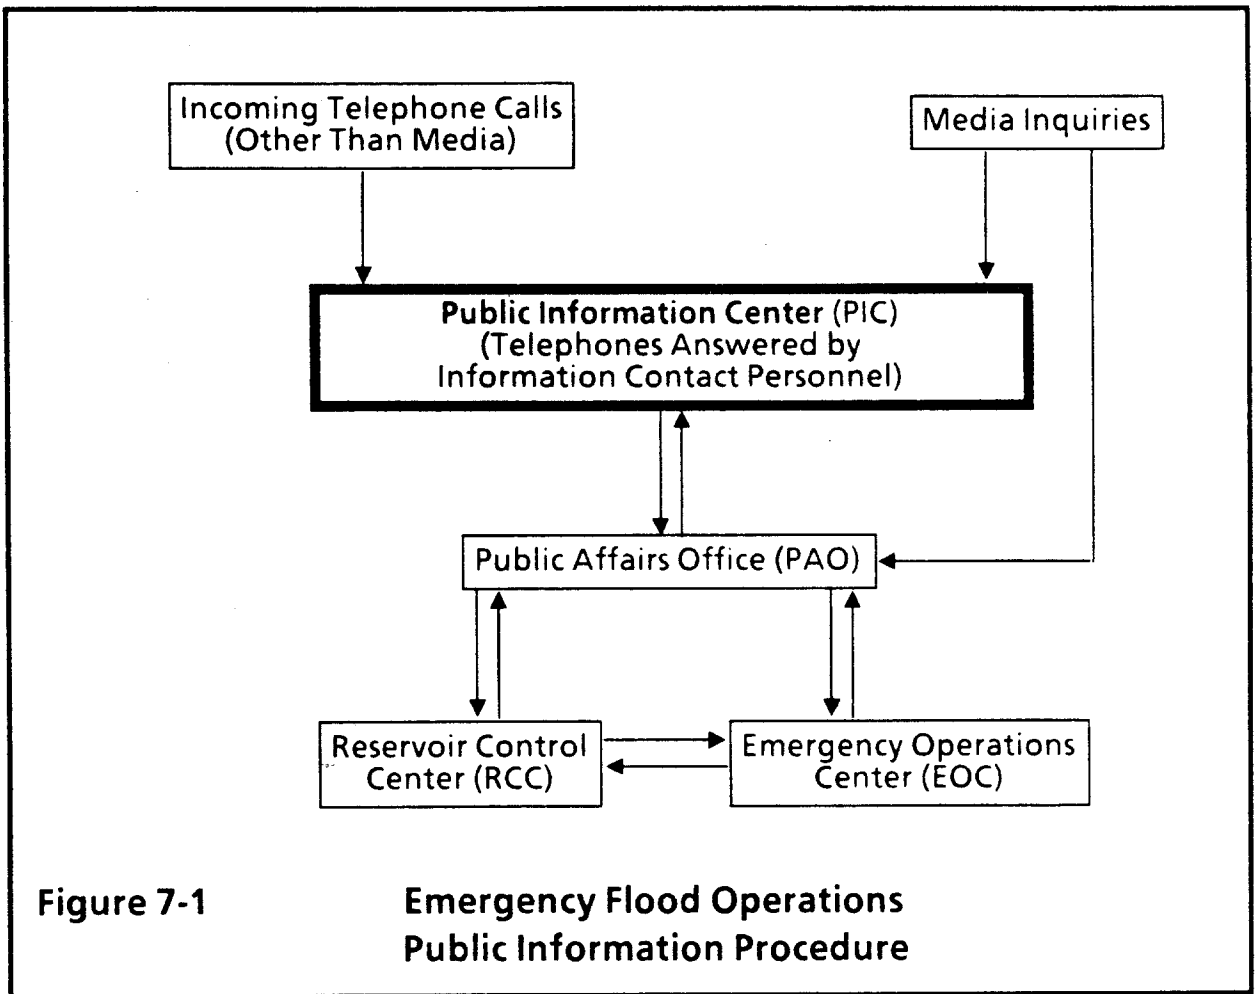 Incoming Telephone Calls
(Other Than Media)
Media Inquiries
Public Information Center (PIC)
(Telephones Answered by
Information Contact Personnel)
Public Affairs Office (PAO)
Reservoir Control
Center (RCC)
Emergency Operations
Center (EOC)
Figure 7-1
Emergency Flood Operations
Public Information Procedure